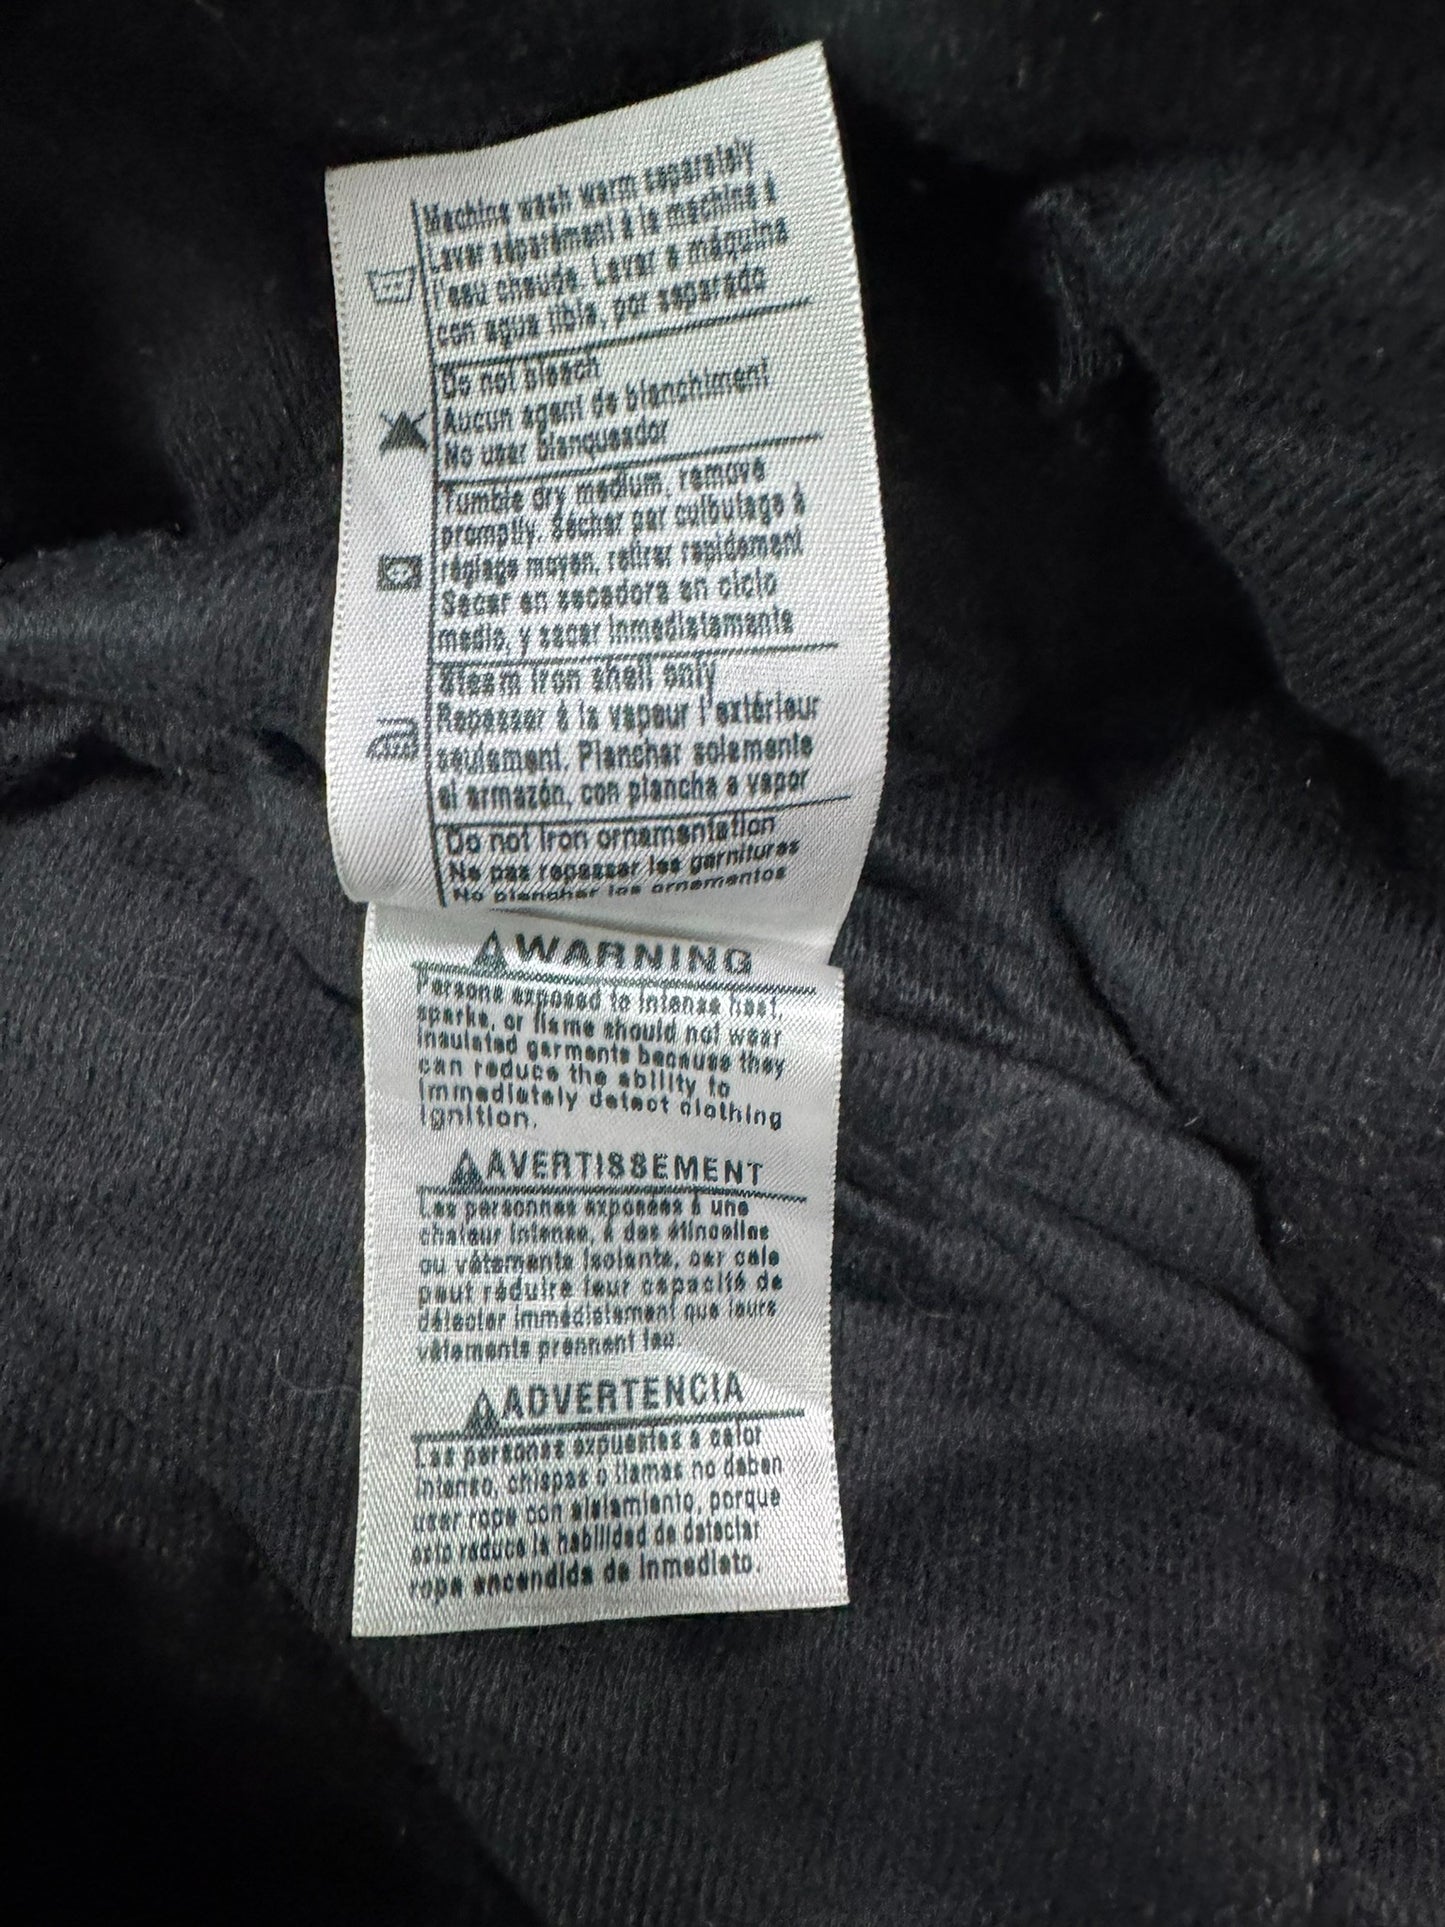 Machine wash warm separately
Laver séparément à la machine à
l'eau chaude. Lavar a máquina
con agua tibia, por separado
Do not bleach
Aucun agent de blanchiment
No usar blanqueador
Tumble dry medium, remove
promptly. Sécher par culbutage à
réglage moyen, retirer rapidement
Secar en secadora en ciclo
medio, y sacar inmediatamente
Steam iron shell only
Repasser à la vapeur l'extérieur
seulement. Planchar solamente
el armazón, con plancha a vapor
Do not iron ornamentation
Ne pas repasser les garnitures
No planchar los ornamentos
WARNING
Persons exposed to intense heat,
sparks, or flame should not wear
insulated garments because they
can reduce the ability to
immediately detect clothing
ignition.
AVERTISSEMENT
Les personnes exposées à une
chaleur intense, à des étincelles
ou vêtements isolants, car cela
peut réduire leur capacité de
détecter immédiatement que leurs
vêtements prennent feu.
ADVERTENCIA
Las personas expuestas a calor
intenso, chispas o llamas no deben
usar ropa con aislamiento, porque
esto reduce la habilidad de detectar
ropa encendida de inmediato.